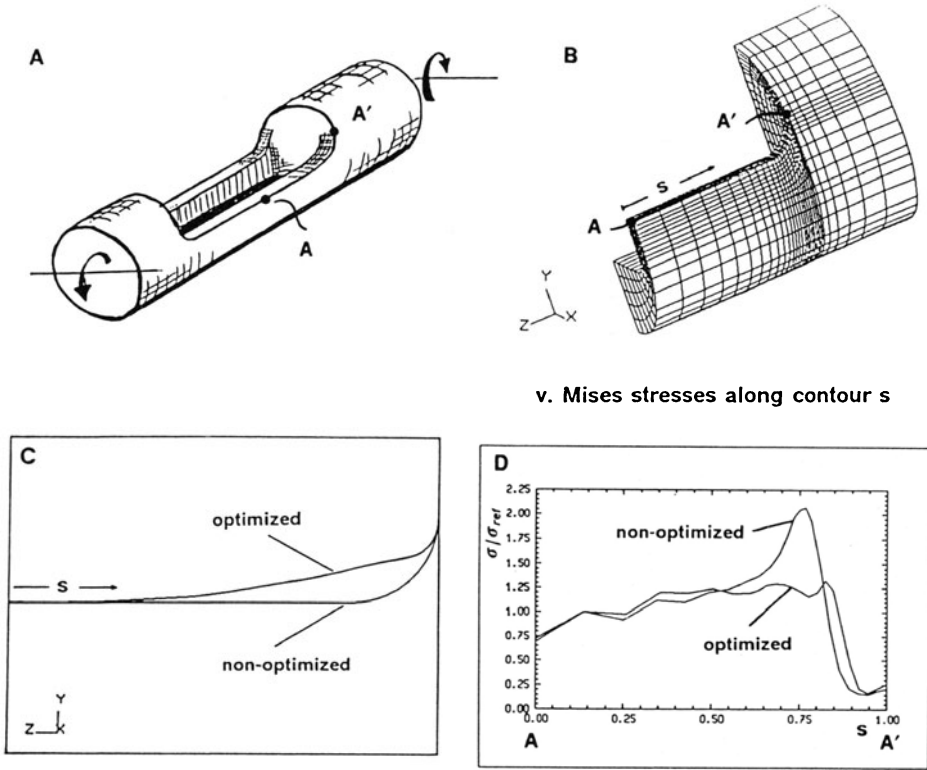 A
A′
A
B
A′
S
A
Y
Z
X
v. Mises stresses along contour s
C
optimized
S
non-optimized
Y
Z
X
D
σ/σref
2.25
2.00
1.75
1.50
1.25
1.00
0.75
0.50
0.25
0.00
non-optimized
optimized
0.00
0.25
0.50
0.75
1.00
S
A
A′